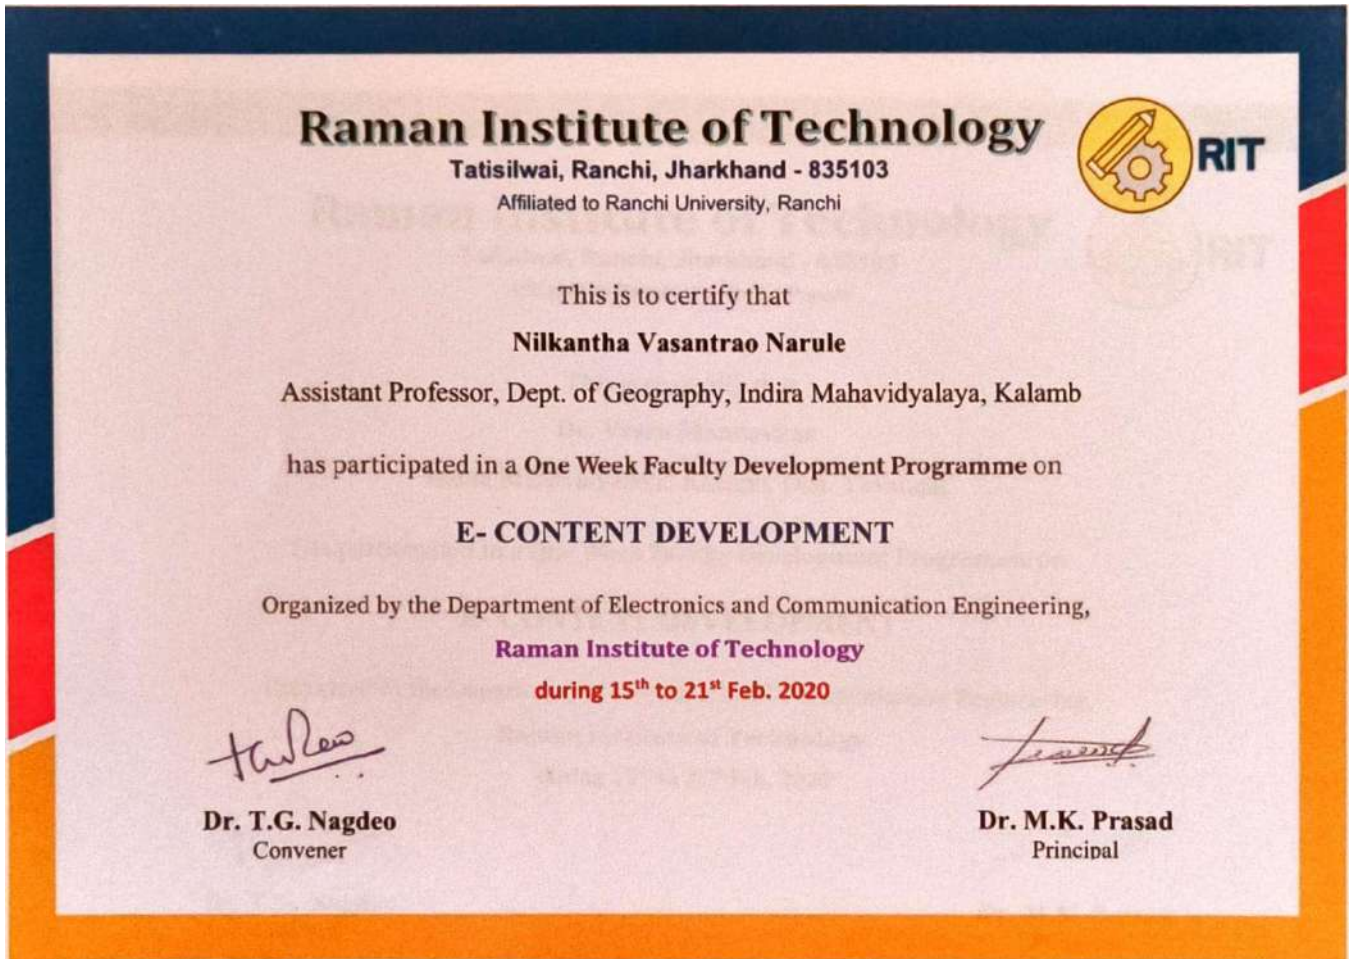 Raman Institute of Technology
RIT
Tatisilwai, Ranchi, Jharkhand - 835103
Affiliated to Ranchi University, Ranchi
This is to certify that
Nilkantha Vasantrao Narule
Assistant Professor, Dept. of Geography, Indira Mahavidyalaya, Kalamb
has participated in a One Week Faculty Development Programme on
E- CONTENT DEVELOPMENT
Organized by the Department of Electronics and Communication Engineering,
Raman Institute of Technology
during 15th to 21st Feb. 2020
Dr. T.G. Nagdeo
Convener
Dr. M.K. Prasad
Principal